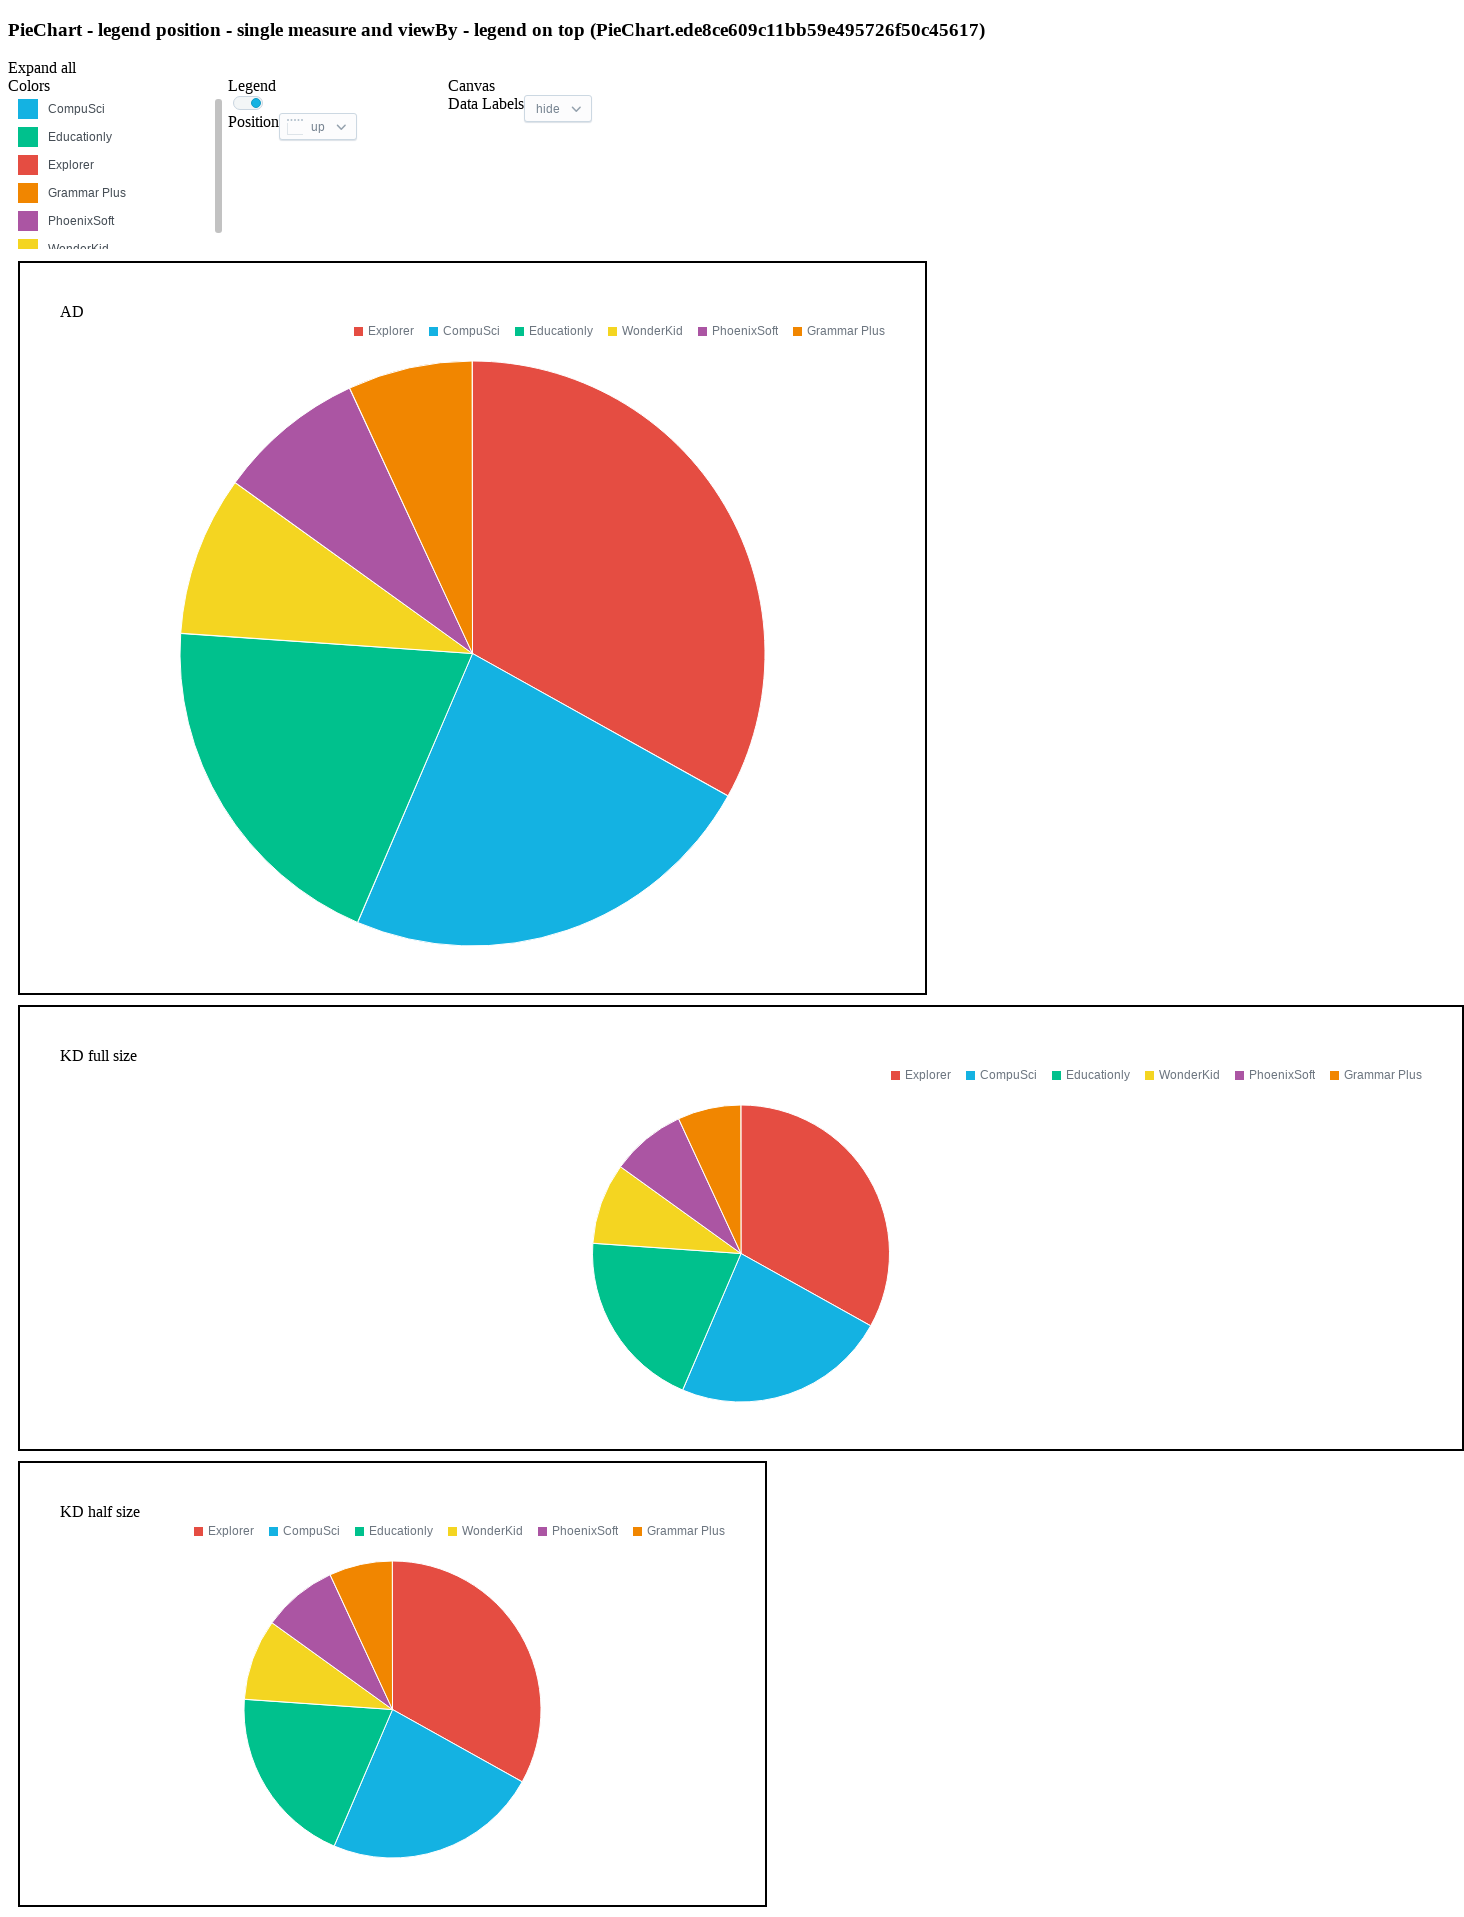 PieChart - legend position - single measure and viewBy - legend on top (PieChart.ede8ce609c11bb59e495726f50c45617)
Expand all
Colors
CompuSci
Educationly
Explorer
Grammar Plus
PhoenixSoft
WonderKid
Legend
Position up
Canvas
Data Labels hide
AD
Explorer CompuSci Educationly WonderKid PhoenixSoft Grammar Plus
KD full size
Explorer CompuSci Educationly WonderKid PhoenixSoft Grammar Plus
KD half size
Explorer CompuSci Educationly WonderKid PhoenixSoft Grammar Plus